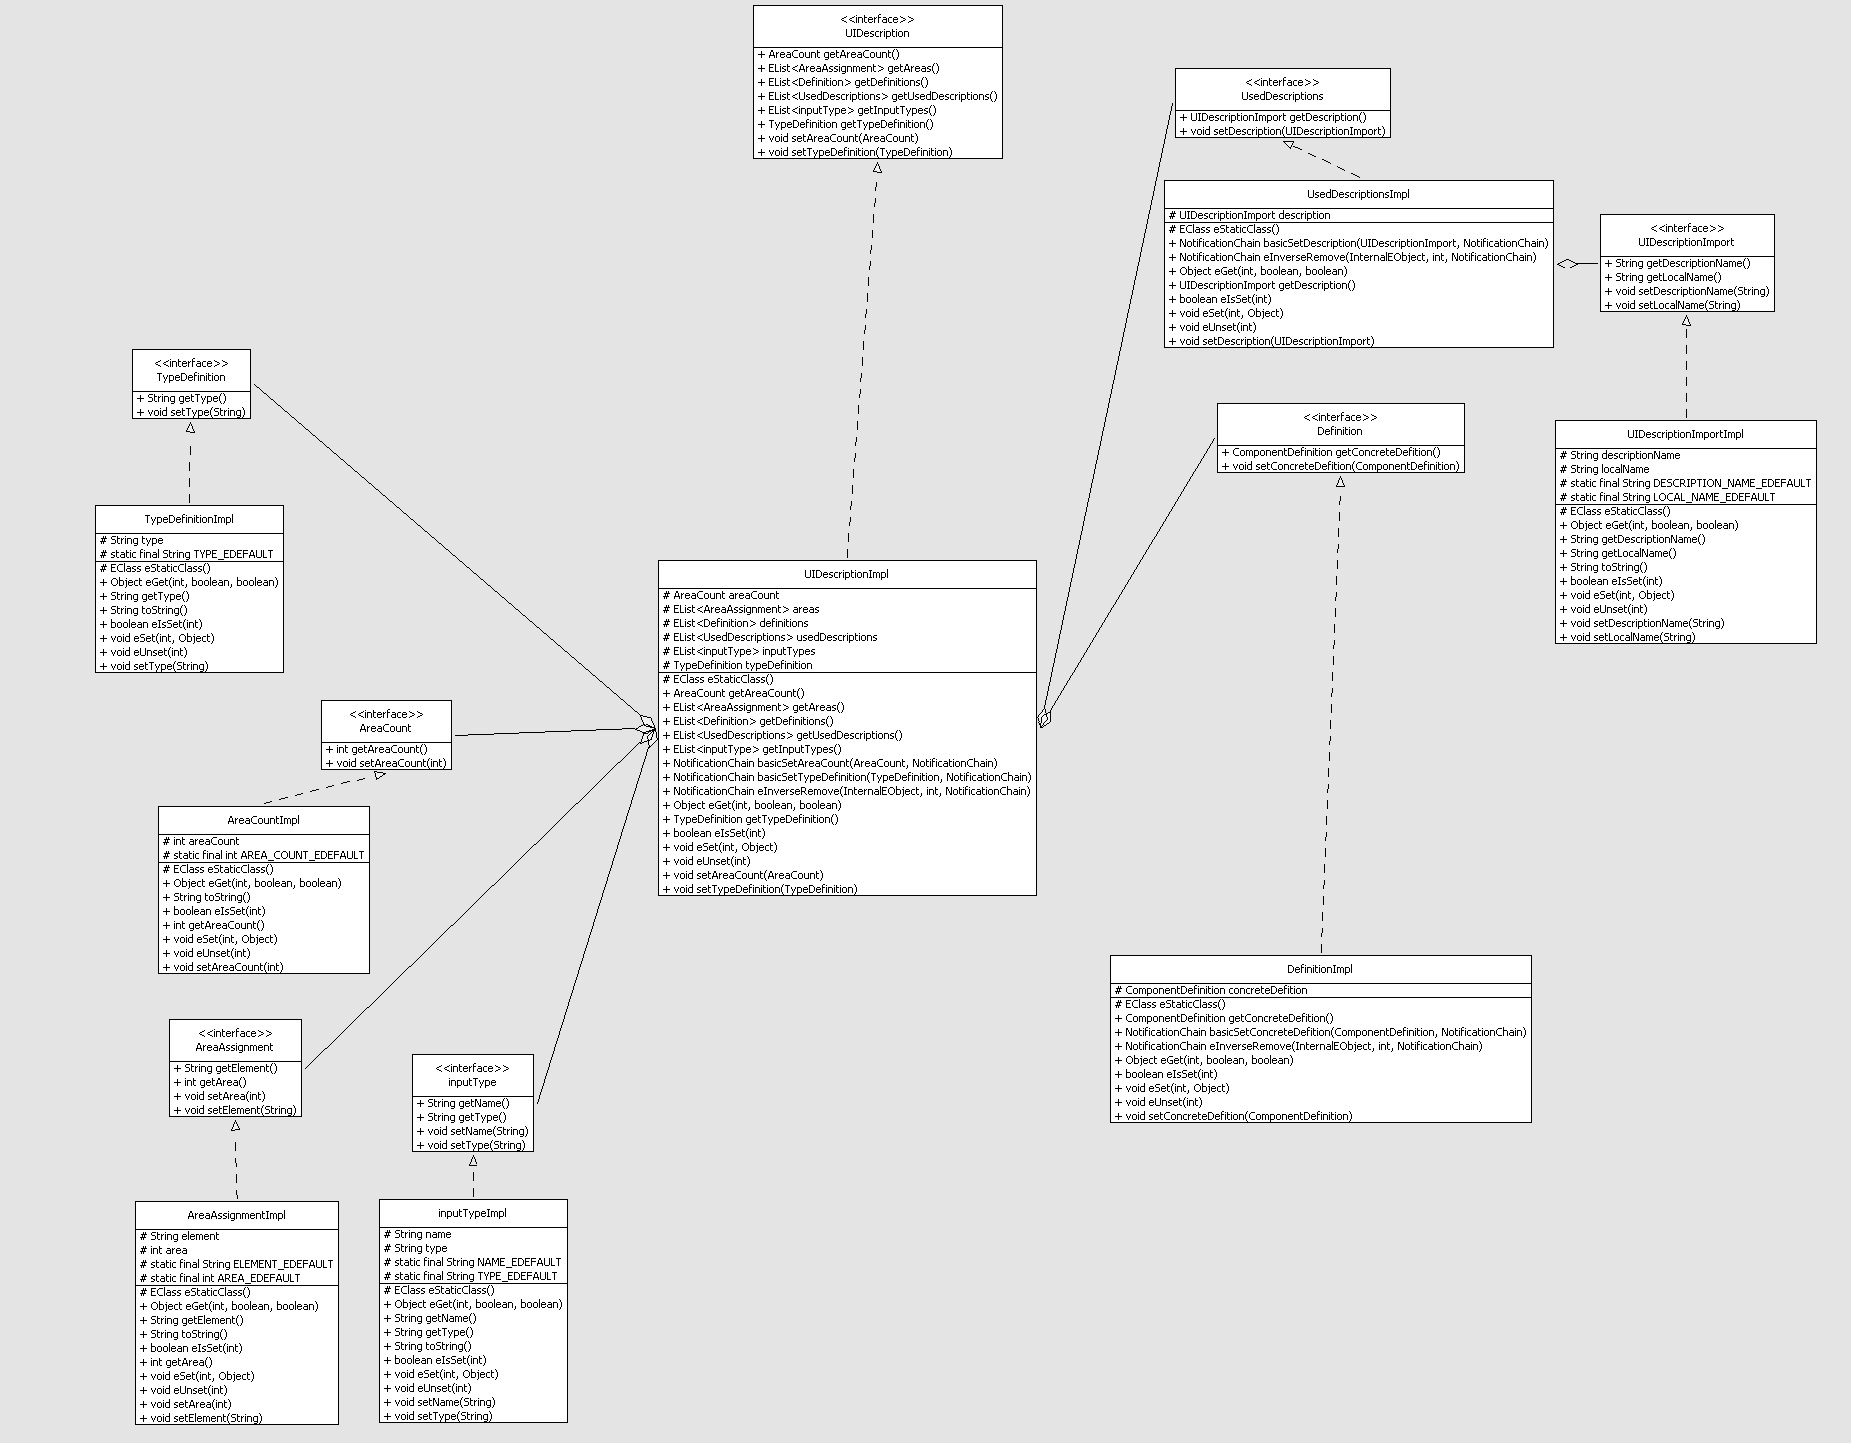 <<interface>>
UIDescription
+ AreaCount getAreaCount()
+ EList<AreaAssignment> getAreas()
+ EList<Definition> getDefinitions()
+ EList<UsedDescriptions> getUsedDescriptions()
+ EList<inputType> getInputTypes()
+ TypeDefinition getTypeDefinition()
+ void setAreaCount(AreaCount)
+ void setTypeDefinition(TypeDefinition)
<<interface>>
UsedDescriptions
+ UIDescriptionImport getDescription()
+ void setDescription(UIDescriptionImport)
UsedDescriptionsImpl
# UIDescriptionImport description
# EClass eStaticClass()
+ NotificationChain basicSetDescription(UIDescriptionImport, NotificationChain)
+ NotificationChain eInverseRemove(InternalEObject, int, NotificationChain)
+ Object eGet(int, boolean, boolean)
+ UIDescriptionImport getDescription()
+ boolean eIsSet(int)
+ void eSet(int, Object)
+ void eUnset(int)
+ void setDescription(UIDescriptionImport)
<<interface>>
UIDescriptionImport
+ String getDescriptionName()
+ String getLocalName()
+ void setDescriptionName(String)
+ void setLocalName(String)
<<interface>>
TypeDefinition
+ String getType()
+ void setType(String)
<<interface>>
Definition
+ ComponentDefinition getConcreteDefition()
+ void setConcreteDefition(ComponentDefinition)
UIDescriptionImportImpl
# String descriptionName
# String localName
# static final String DESCRIPTION_NAME_EDEFAULT
# static final String LOCAL_NAME_EDEFAULT
# EClass eStaticClass()
+ Object eGet(int, boolean, boolean)
+ String getDescriptionName()
+ String getLocalName()
+ String toString()
+ boolean eIsSet(int)
+ void eSet(int, Object)
+ void eUnset(int)
+ void setDescriptionName(String)
+ void setLocalName(String)
TypeDefinitionImpl
# String type
# static final String TYPE_EDEFAULT
# EClass eStaticClass()
+ Object eGet(int, boolean, boolean)
+ String getType()
+ String toString()
+ boolean eIsSet(int)
+ void eSet(int, Object)
+ void eUnset(int)
+ void setType(String)
UIDescriptionImpl
# AreaCount areaCount
# EList<AreaAssignment> areas
# EList<Definition> definitions
# EList<UsedDescriptions> usedDescriptions
# EList<inputType> inputTypes
# TypeDefinition typeDefinition
# EClass eStaticClass()
+ AreaCount getAreaCount()
+ EList<AreaAssignment> getAreas()
+ EList<Definition> getDefinitions()
+ EList<UsedDescriptions> getUsedDescriptions()
+ EList<inputType> getInputTypes()
+ NotificationChain basicSetAreaCount(AreaCount, NotificationChain)
+ NotificationChain basicSetTypeDefinition(TypeDefinition, NotificationChain)
+ NotificationChain eInverseRemove(InternalEObject, int, NotificationChain)
+ Object eGet(int, boolean, boolean)
+ TypeDefinition getTypeDefinition()
+ boolean eIsSet(int)
+ void eSet(int, Object)
+ void eUnset(int)
+ void setAreaCount(AreaCount)
+ void setTypeDefinition(TypeDefinition)
<<interface>>
AreaCount
+ int getAreaCount()
+ void setAreaCount(int)
AreaCountImpl
# int areaCount
# static final int AREA_COUNT_EDEFAULT
# EClass eStaticClass()
+ Object eGet(int, boolean, boolean)
+ String toString()
+ boolean eIsSet(int)
+ int getAreaCount()
+ void eSet(int, Object)
+ void eUnset(int)
+ void setAreaCount(int)
DefinitionImpl
# ComponentDefinition concreteDefition
# EClass eStaticClass()
+ ComponentDefinition getConcreteDefition()
+ NotificationChain basicSetConcreteDefition(ComponentDefinition, NotificationChain)
+ NotificationChain eInverseRemove(InternalEObject, int, NotificationChain)
+ Object eGet(int, boolean, boolean)
+ boolean eIsSet(int)
+ void eSet(int, Object)
+ void eUnset(int)
+ void setConcreteDefition(ComponentDefinition)
<<interface>>
AreaAssignment
+ String getElement()
+ int getArea()
+ void setArea(int)
+ void setElement(String)
<<interface>>
inputType
+ String getName()
+ String getType()
+ void setName(String)
+ void setType(String)
AreaAssignmentImpl
# String element
# int area
# static final String ELEMENT_EDEFAULT
# static final int AREA_EDEFAULT
# EClass eStaticClass()
+ Object eGet(int, boolean, boolean)
+ String getElement()
+ String toString()
+ boolean eIsSet(int)
+ int getArea()
+ void eSet(int, Object)
+ void eUnset(int)
+ void setArea(int)
+ void setElement(String)
inputTypeImpl
# String name
# String type
# static final String NAME_EDEFAULT
# static final String TYPE_EDEFAULT
# EClass eStaticClass()
+ Object eGet(int, boolean, boolean)
+ String getName()
+ String getType()
+ String toString()
+ boolean eIsSet(int)
+ void eSet(int, Object)
+ void eUnset(int)
+ void setName(String)
+ void setType(String)